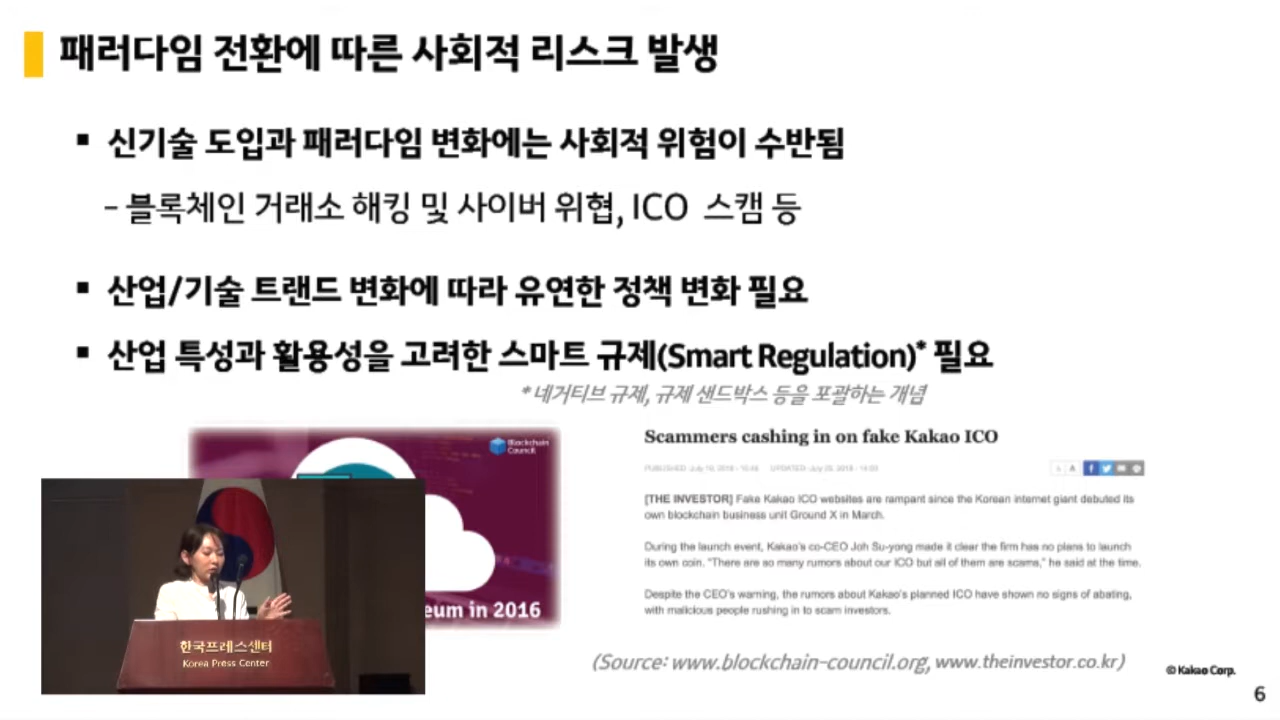 패러다임 전환에 따른 사회적 리스크 발생
▪ 신기술 도입과 패러다임 변화에는 사회적 위험이 수반됨
– 블록체인 거래소 해킹 및 사이버 위협, ICO 스캠 등
▪ 산업/기술 트랜드 변화에 따라 유연한 정책 변화 필요
▪ 산업 특성과 활용성을 고려한 스마트 규제(Smart Regulation)* 필요
* 네거티브 규제, 규제 샌드박스 등을 포괄하는 개념
Blockchain
Council
eum in 2016
한국프레스센터
Korea Press Center
Scammers cashing in on fake Kakao ICO
PUBLISHED: July 19, 2018 - 16:46 UPDATED: July
[THE INVESTOR] Fake Kakao ICO websites are rampant since the Korean internet giant debuted its
own blockchain business unit Ground X in March.
During the launch event, Kakao's co-CEO Joh Su-yong made it clear the firm has no plans to launch
its own coin. "There are so many rumors about our ICO but all of them are scams," he said at the time.
Despite the CEO's warning, the rumors about Kakao's planned ICO have shown no signs of abating,
with malicious people rushing in to scam investors.
(Source: www.blockchain-council.org, www.theinvestor.co.kr)
© Kakao Corp.
6